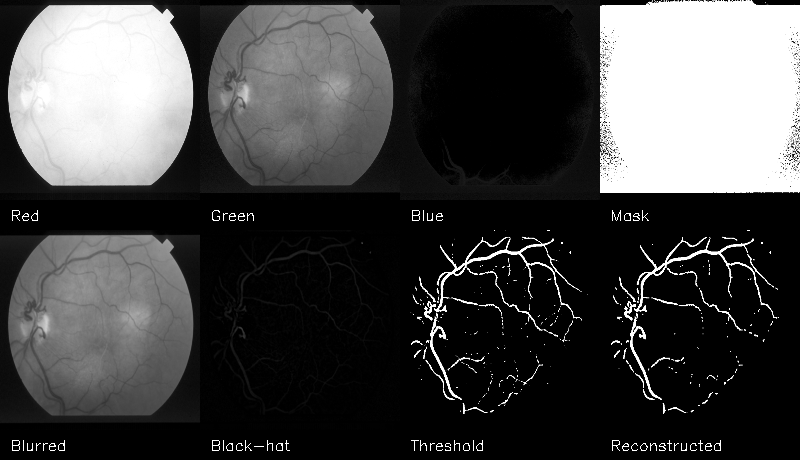 Red
Green
Blue
Mask
Blurred
Black-hat
Threshold
Reconstructed